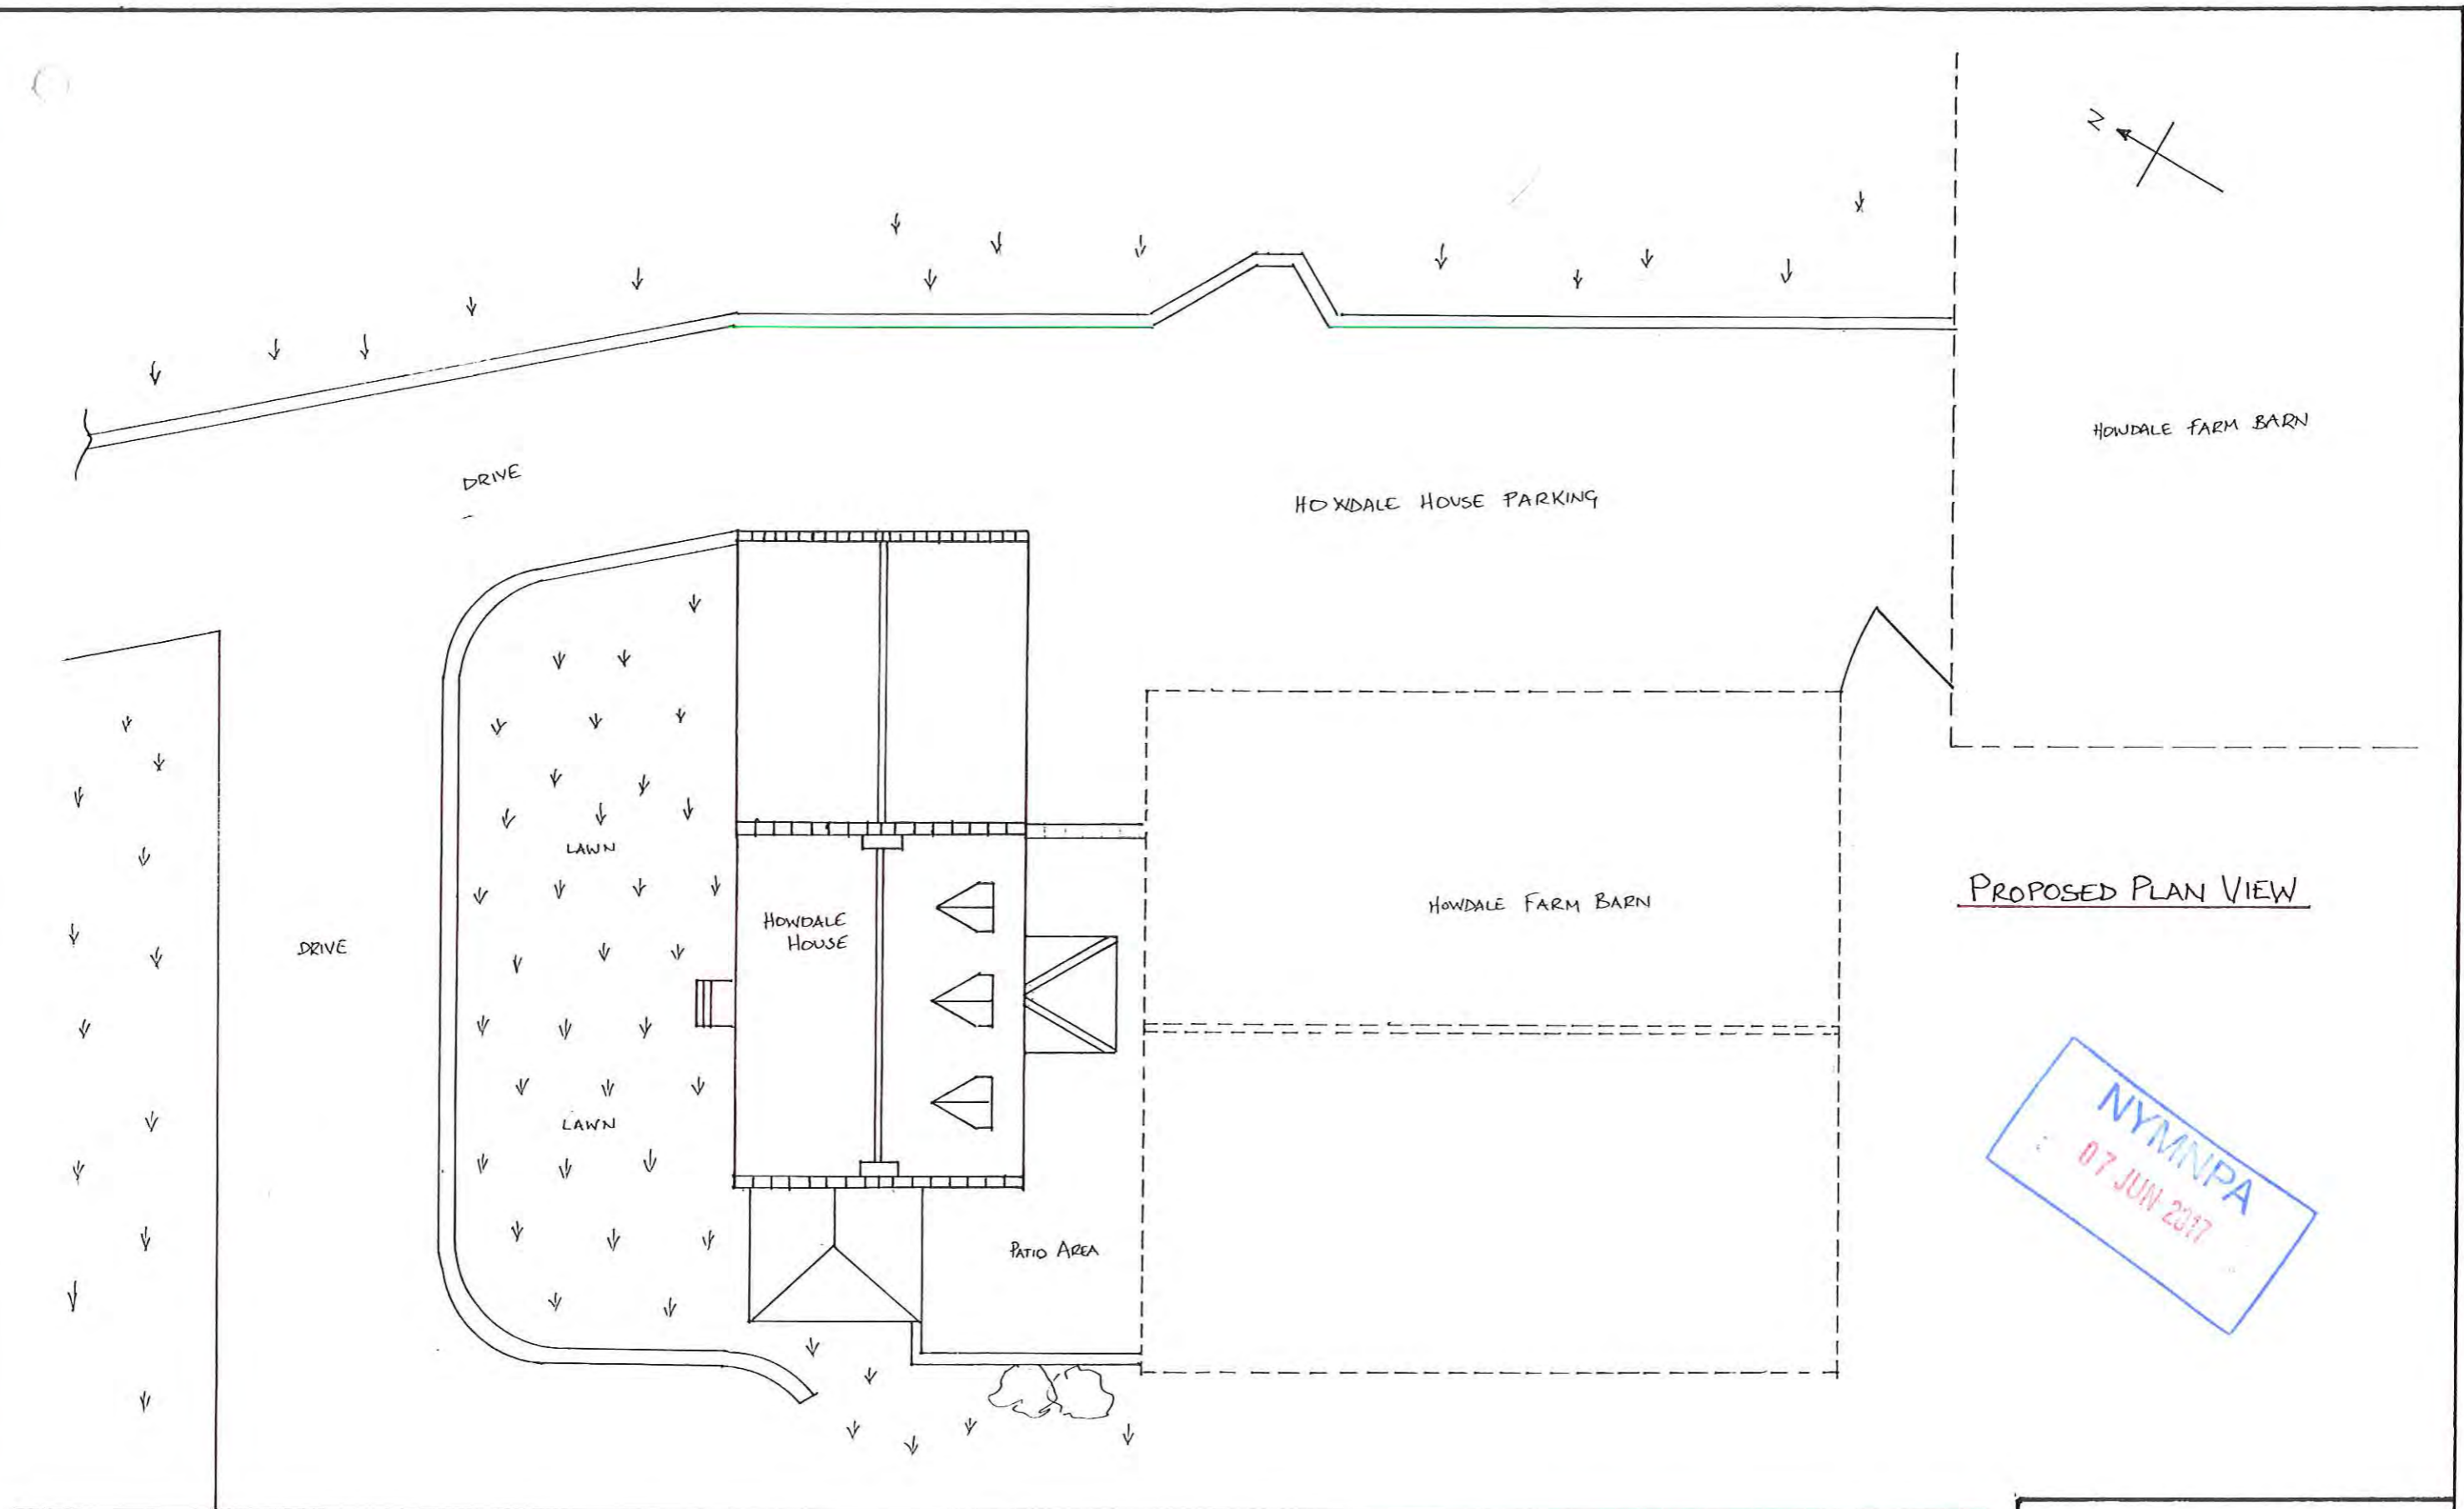 N
HOWDALE FARM BARN
DRIVE
HOWDALE HOUSE PARKING
LAWN
HOWDALE
HOUSE
HOWDALE FARM BARN
PROPOSED PLAN VIEW
DRIVE
LAWN
PATIO AREA
NYMNPA
07 JUN 2017